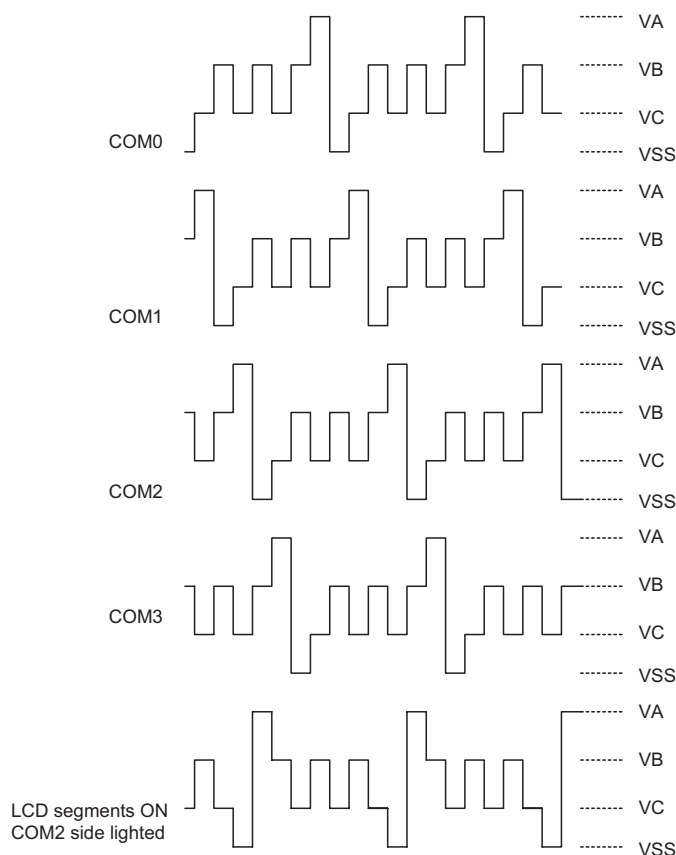 VA
VB
VC
COM0
VSS
VA
VB
VC
COM1
VSS
VA
VB
VC
COM2
VSS
VA
VB
COM3
VC
VSS
VA
VB
LCD segments ON
VC
COM2 side lighted
VSS